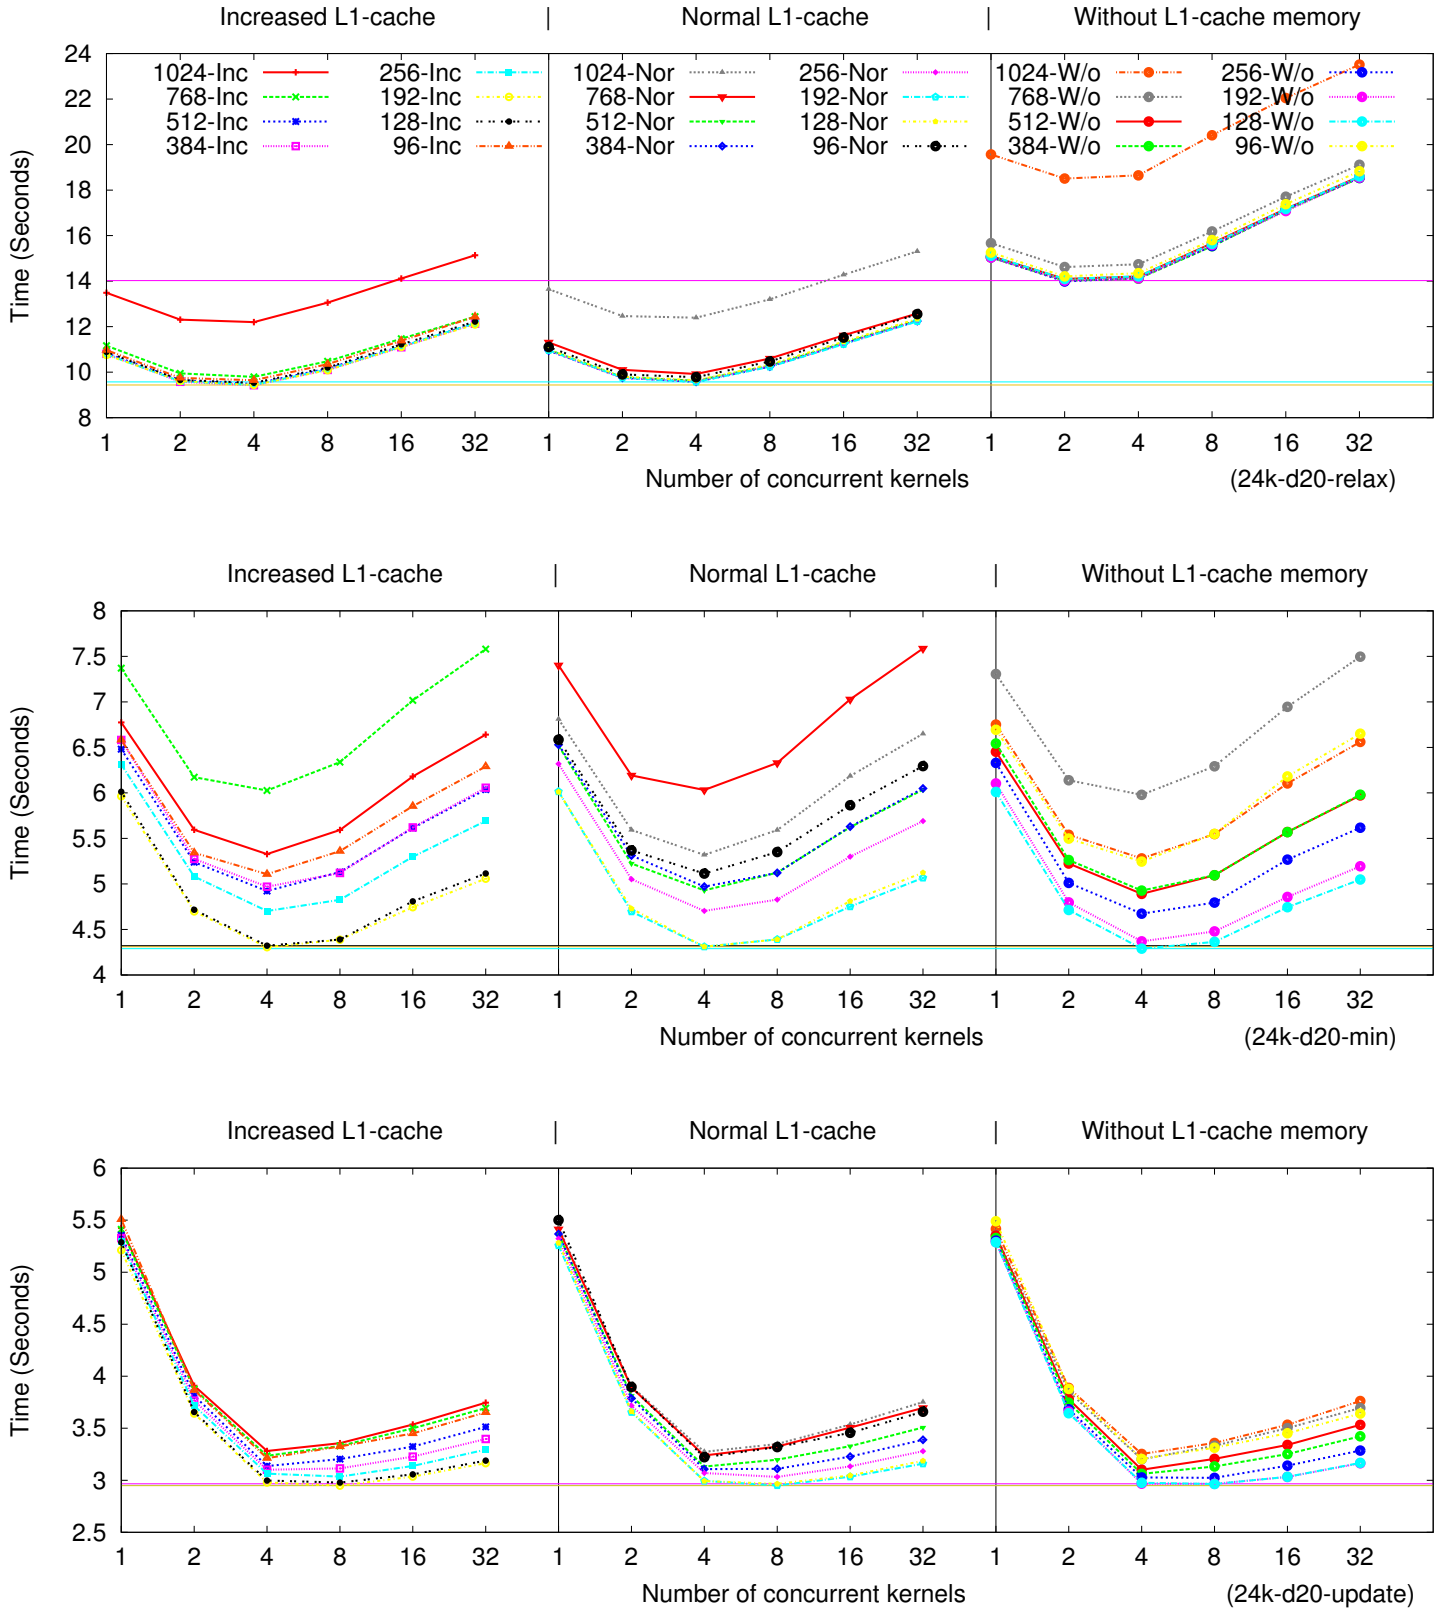 Increased L1-cache | Normal L1-cache | Without L1-cache memory
24
22
20
18
16
14
12
10
8
Time (Seconds)
1024-Inc 256-Inc 1024-Nor 256-Nor 1024-W/o 256-W/o
768-Inc 192-Inc 768-Nor 192-Nor 768-W/o 192-W/o
512-Inc 128-Inc 512-Nor 128-Nor 512-W/o 128-W/o
384-Inc 96-Inc 384-Nor 96-Nor 384-W/o 96-W/o
1 2 4 8 16 32 1 2 4 8 16 32 1 2 4 8 16 32
Number of concurrent kernels (24k-d20-relax)
Increased L1-cache | Normal L1-cache | Without L1-cache memory
8
7.5
7
6.5
6
5.5
5
4.5
4
Time (Seconds)
1 2 4 8 16 32 1 2 4 8 16 32 1 2 4 8 16 32
Number of concurrent kernels (24k-d20-min)
Increased L1-cache | Normal L1-cache | Without L1-cache memory
6
5.5
5
4.5
4
3.5
3
2.5
Time (Seconds)
1 2 4 8 16 32 1 2 4 8 16 32 1 2 4 8 16 32
Number of concurrent kernels (24k-d20-update)